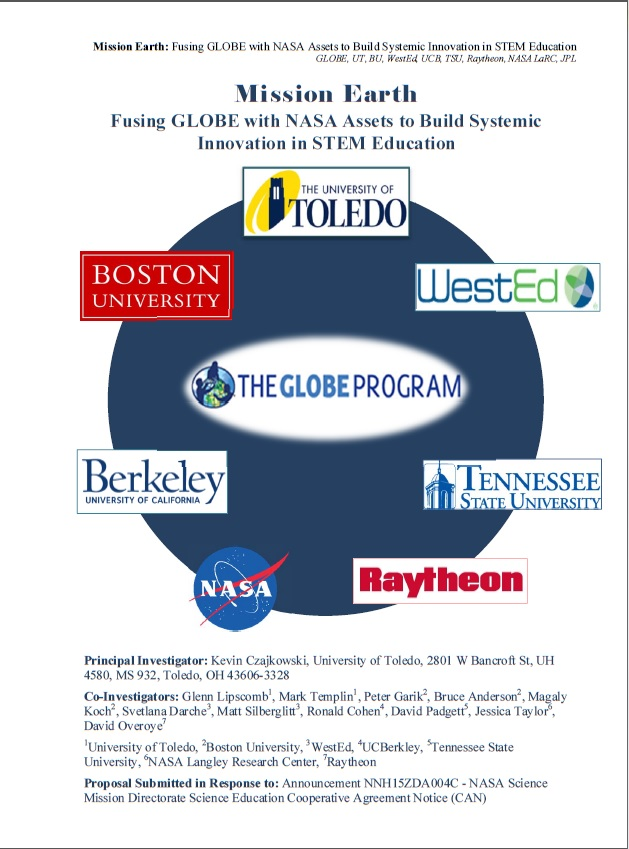 Mission Earth: Fusing GLOBE with NASA Assets to Build Systemic Innovation in STEM Education
GLOBE, UT, BU, WestEd, UCB, TSU, Raytheon, NASA LaRC, JPL
Mission Earth
Fusing GLOBE with NASA Assets to Build Systemic
Innovation in STEM Education
THE UNIVERSITY OF
TOLEDO
BOSTON
UNIVERSITY
WestEd
®
THE GLOBE PROGRAM
Berkeley
UNIVERSITY OF CALIFORNIA
TENNESSEE
STATE UNIVERSITY
NASA
Raytheon
Principal Investigator: Kevin Czajkowski, University of Toledo, 2801 W Bancroft St, UH
4580, MS 932, Toledo, OH 43606-3328
Co-Investigators: Glenn Lipscomb¹, Mark Templin¹, Peter Garik², Bruce Anderson², Magaly
Koch², Svetlana Darche³, Matt Silberglitt³, Ronald Cohen⁴, David Padgett⁵, Jessica Taylor⁶,
David Overoye⁷
¹University of Toledo, ²Boston University, ³WestEd, ⁴UCBerkley, ⁵Tennessee State
University, ⁶NASA Langley Research Center, ⁷Raytheon
Proposal Submitted in Response to: Announcement NNH15ZDA004C - NASA Science
Mission Directorate Science Education Cooperative Agreement Notice (CAN)